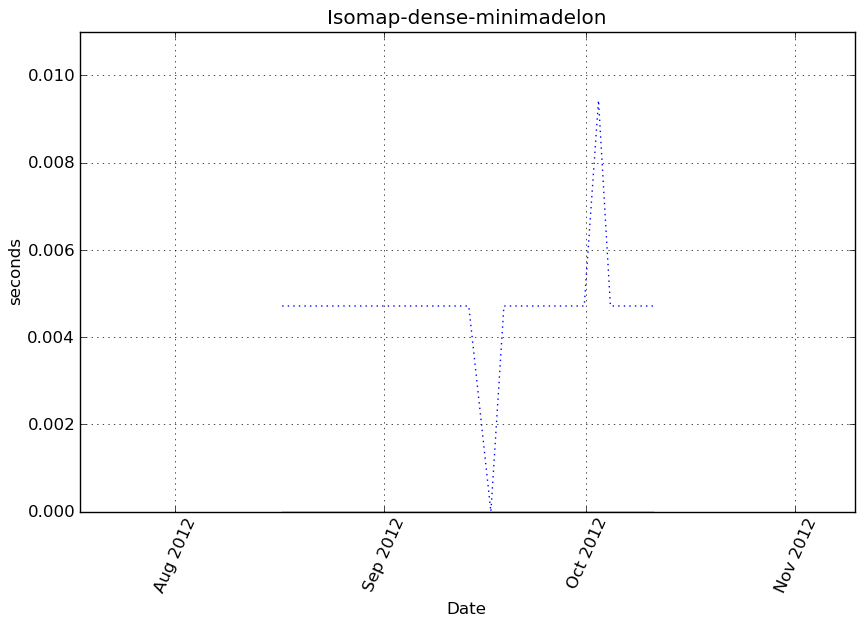 Isomap-dense-minimadelon
0.010
0.008
0.006
0.004
0.002
0.000
seconds
Aug 2012
Sep 2012
Oct 2012
Nov 2012
Date